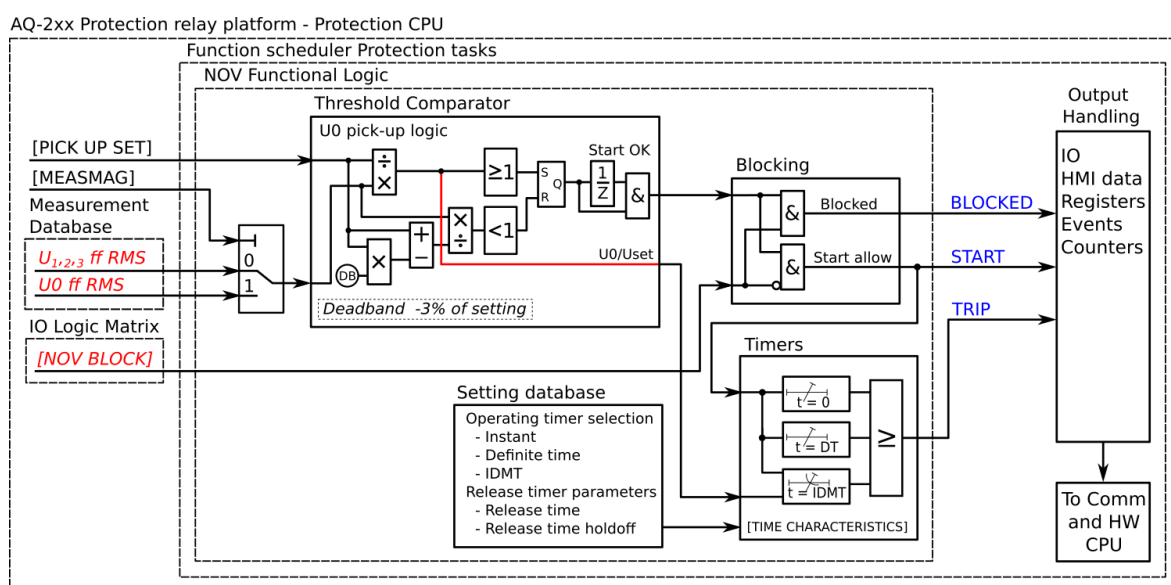 AQ-2xx Protection relay platform - Protection CPU
Function scheduler Protection tasks
NOV Functional Logic
Threshold Comparator
U0 pick-up logic
[PICK UP SET]
[MEASMAG]
Measurement
Database
U1,2,3 ff RMS
U0 ff RMS
0
1
IO Logic Matrix
[NOV BLOCK]
÷
×
≥1
S
R
Q
Start OK
1
Z
&
×
÷
<1
+
−
DB
×
U0/Uset
Deadband -3% of setting
Blocking
&
Blocked
&
Start allow
BLOCKED
START
TRIP
Output
Handling
IO
HMI data
Registers
Events
Counters
To Comm
and HW
CPU
Setting database
Operating timer selection
- Instant
- Definite time
- IDMT
Release timer parameters
- Release time
- Release time holdoff
Timers
t = 0
t = DT
t = IDMT
≥
[TIME CHARACTERISTICS]